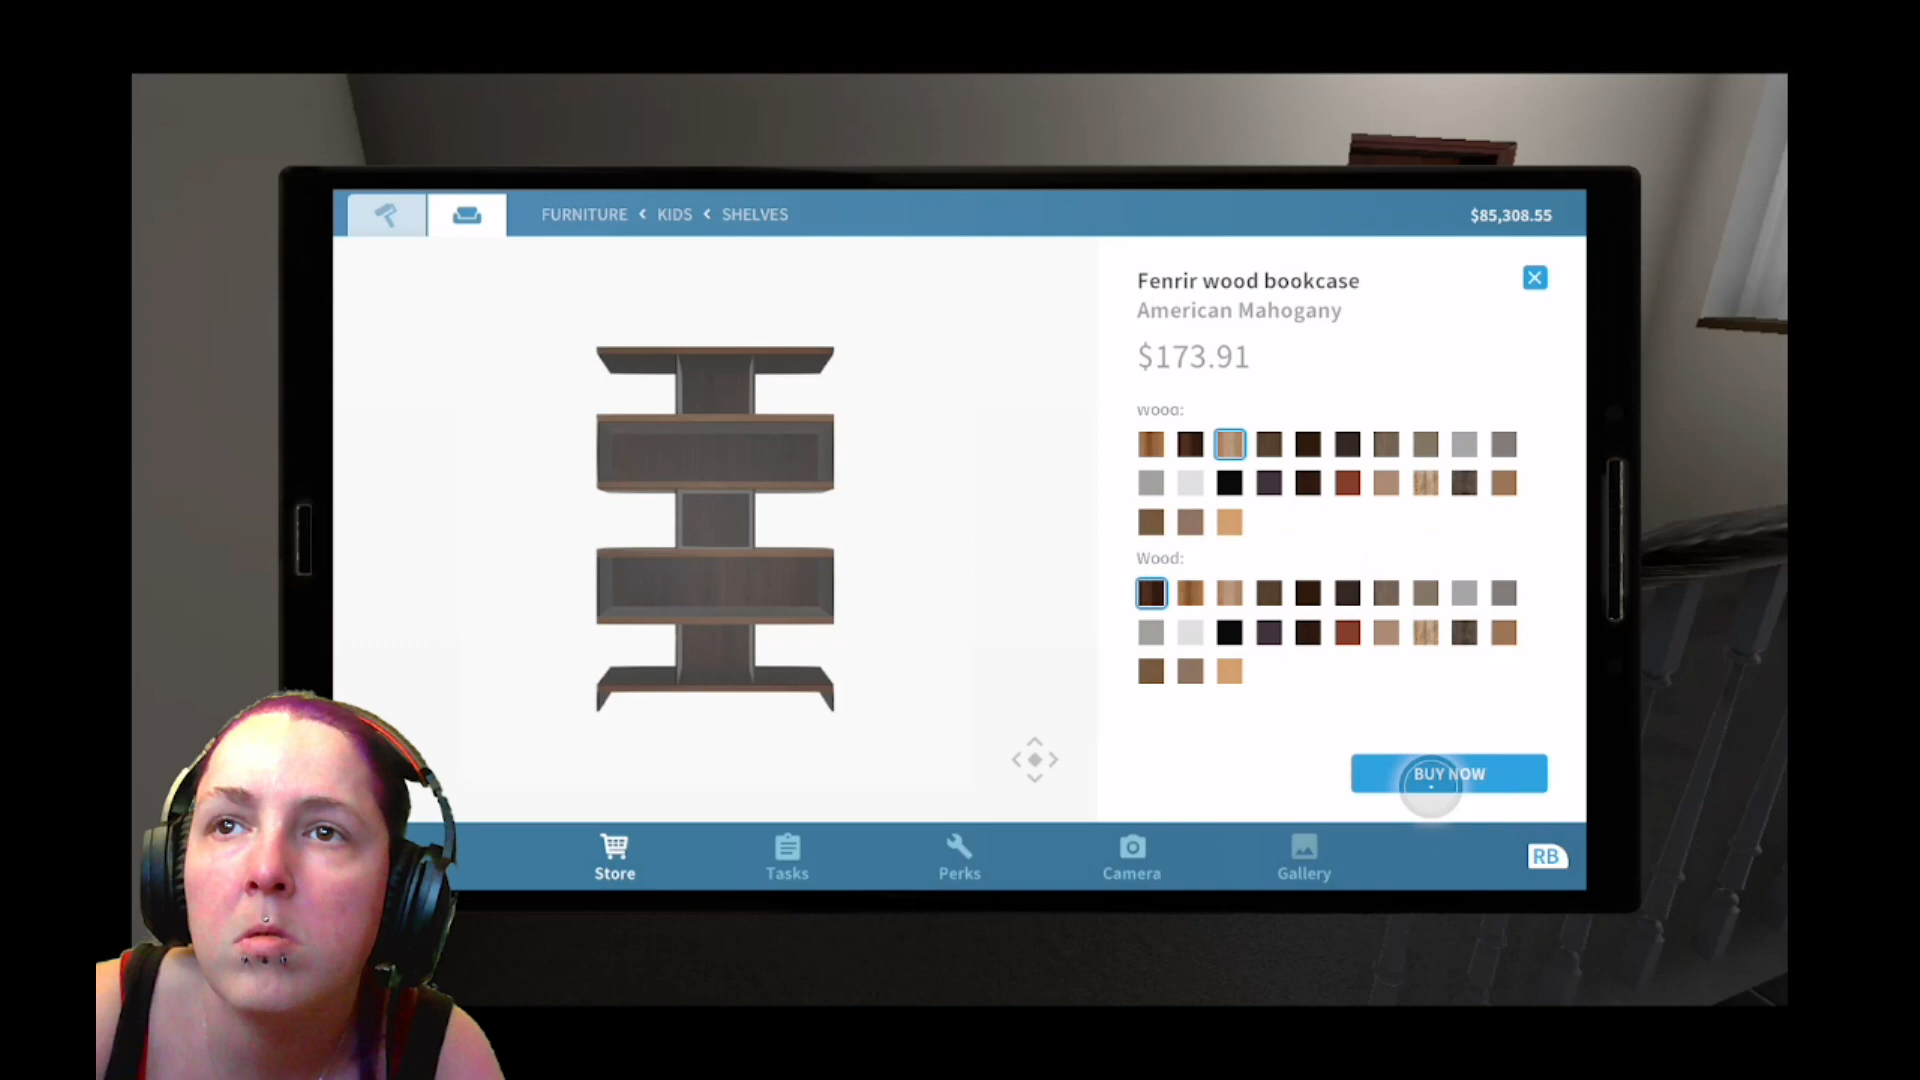 FURNITURE < KIDS < SHELVES
$85,308.55
Fenrir wood bookcase
American Mahogany
$173.91
Wood:
Wood:
BUY NOW
Store
Tasks
Perks
Camera
Gallery
RB